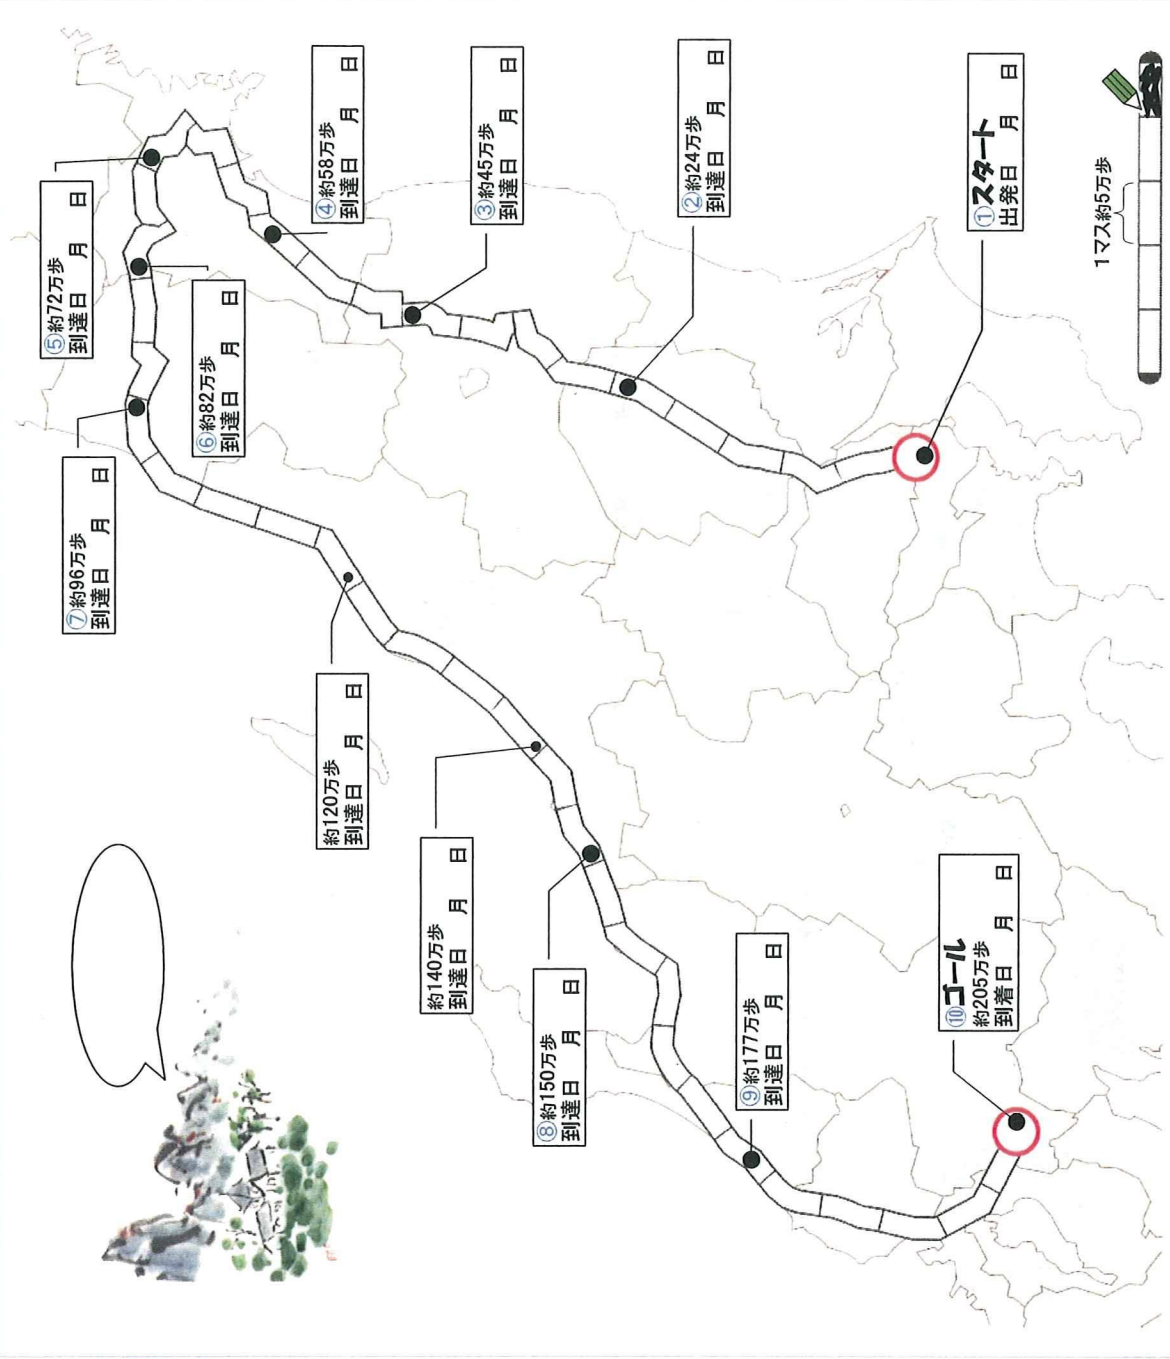 ①スタート
出発日　　月　　日
②約24万歩
到達日　　月　　日
③約45万歩
到達日　　月　　日
④約58万歩
到達日　　月　　日
⑤約72万歩
到達日　　月　　日
⑥約82万歩
到達日　　月　　日
⑦約96万歩
到達日　　月　　日
約120万歩
到達日　　月　　日
約140万歩
到達日　　月　　日
⑧約150万歩
到達日　　月　　日
⑨約177万歩
到達日　　月　　日
⑩ゴール
約205万歩
到着日　　月　　日
1マス約5万歩